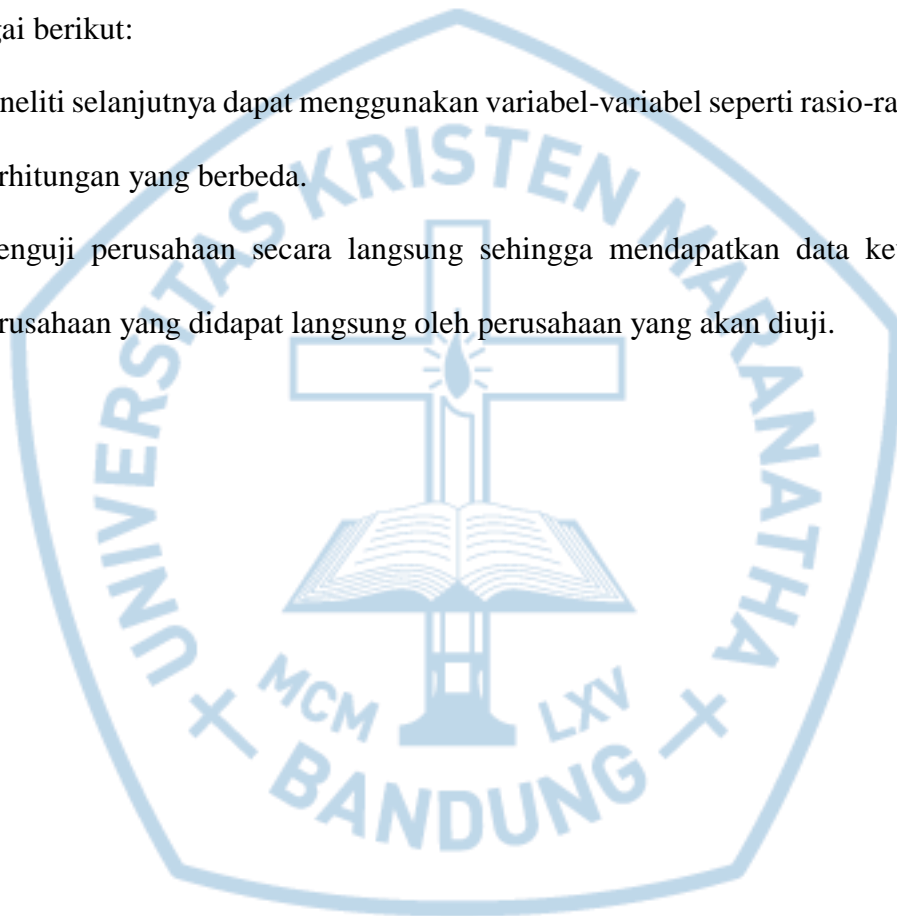 gai berikut:
neliti selanjutnya dapat menggunakan variabel-variabel seperti rasio-ra
rhitungan yang berbeda.
enguji perusahaan secara langsung sehingga mendapatkan data ke
rusahaan yang didapat langsung oleh perusahaan yang akan diuji.
UNIVERSITAS KRISTEN MARANATHA
MCM LXV
BANDUNG